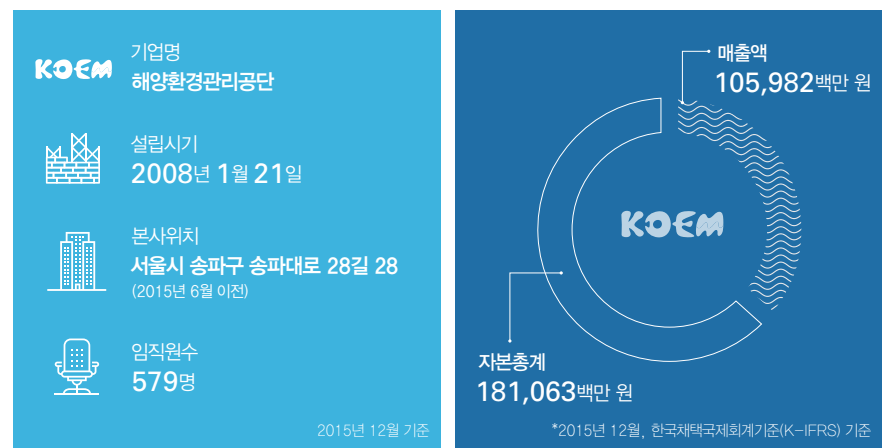 KOEM
기업명
해양환경관리공단
설립시기
2008년 1월 21일
본사위치
서울시 송파구 송파대로 28길 28
(2015년 6월 이전)
임직원수
579명
2015년 12월 기준
매출액
105,982백만 원
KOEM
자본총계
181,063백만 원
*2015년 12월, 한국채택국제회계기준(K-IFRS) 기준